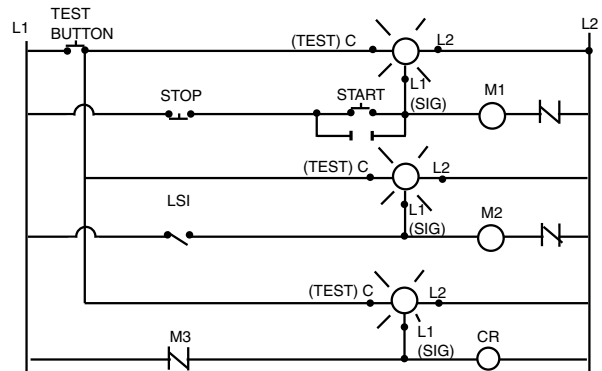 L1
TEST
BUTTON
(TEST) C
L2
L2
L1
(SIG)
STOP
START
M1
(TEST) C
L2
LSI
L1
(SIG)
M2
(TEST) C
L2
M3
L1
(SIG)
CR